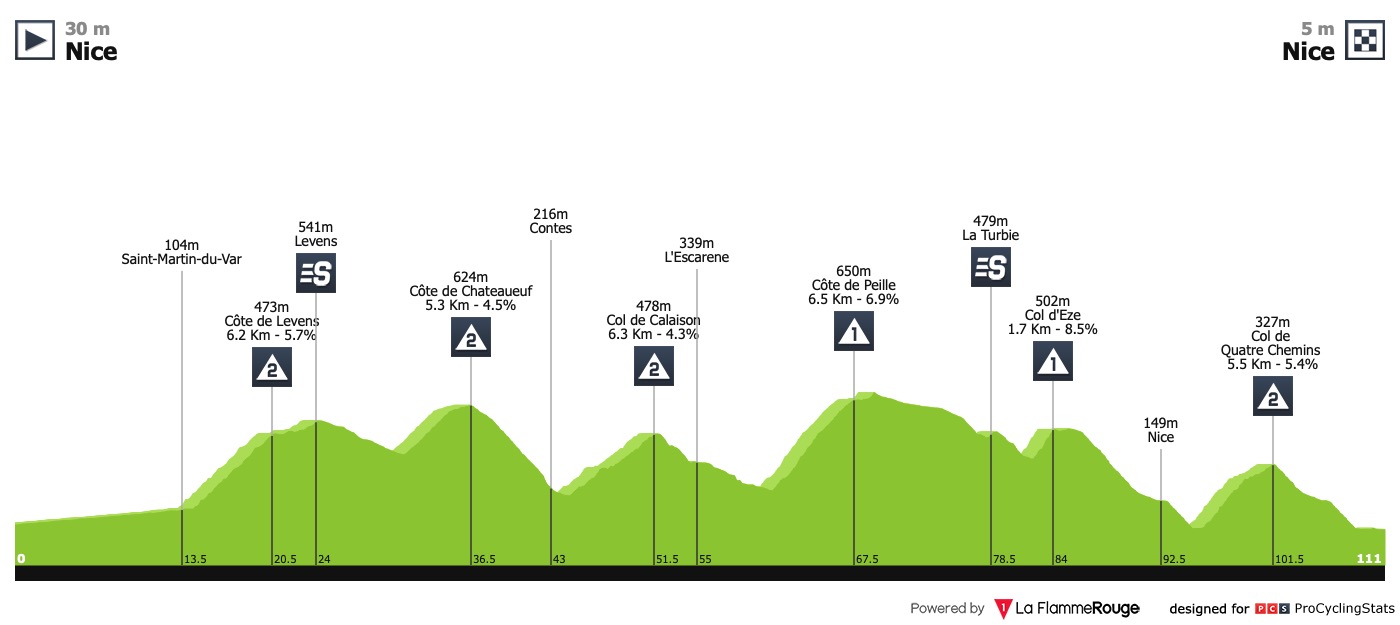 30 m
Nice
5 m
Nice
104m
Saint-Martin-du-Var
473m
Côte de Levens
6.2 Km - 5.7%
2
541m
Levens
S
624m
Côte de Chateaueuf
5.3 Km - 4.5%
2
216m
Contes
478m
Col de Calaison
6.3 Km - 4.3%
2
339m
L'Escarene
650m
Côte de Peille
6.5 Km - 6.9%
1
479m
La Turbie
S
502m
Col d'Eze
1.7 Km - 8.5%
1
149m
Nice
327m
Col de
Quatre Chemins
5.5 Km - 5.4%
2
0
13.5
20.5
24
36.5
43
51.5
55
67.5
78.5
84
92.5
101.5
111
Powered by 1 La FlammeRouge
designed for PCS ProCyclingStats